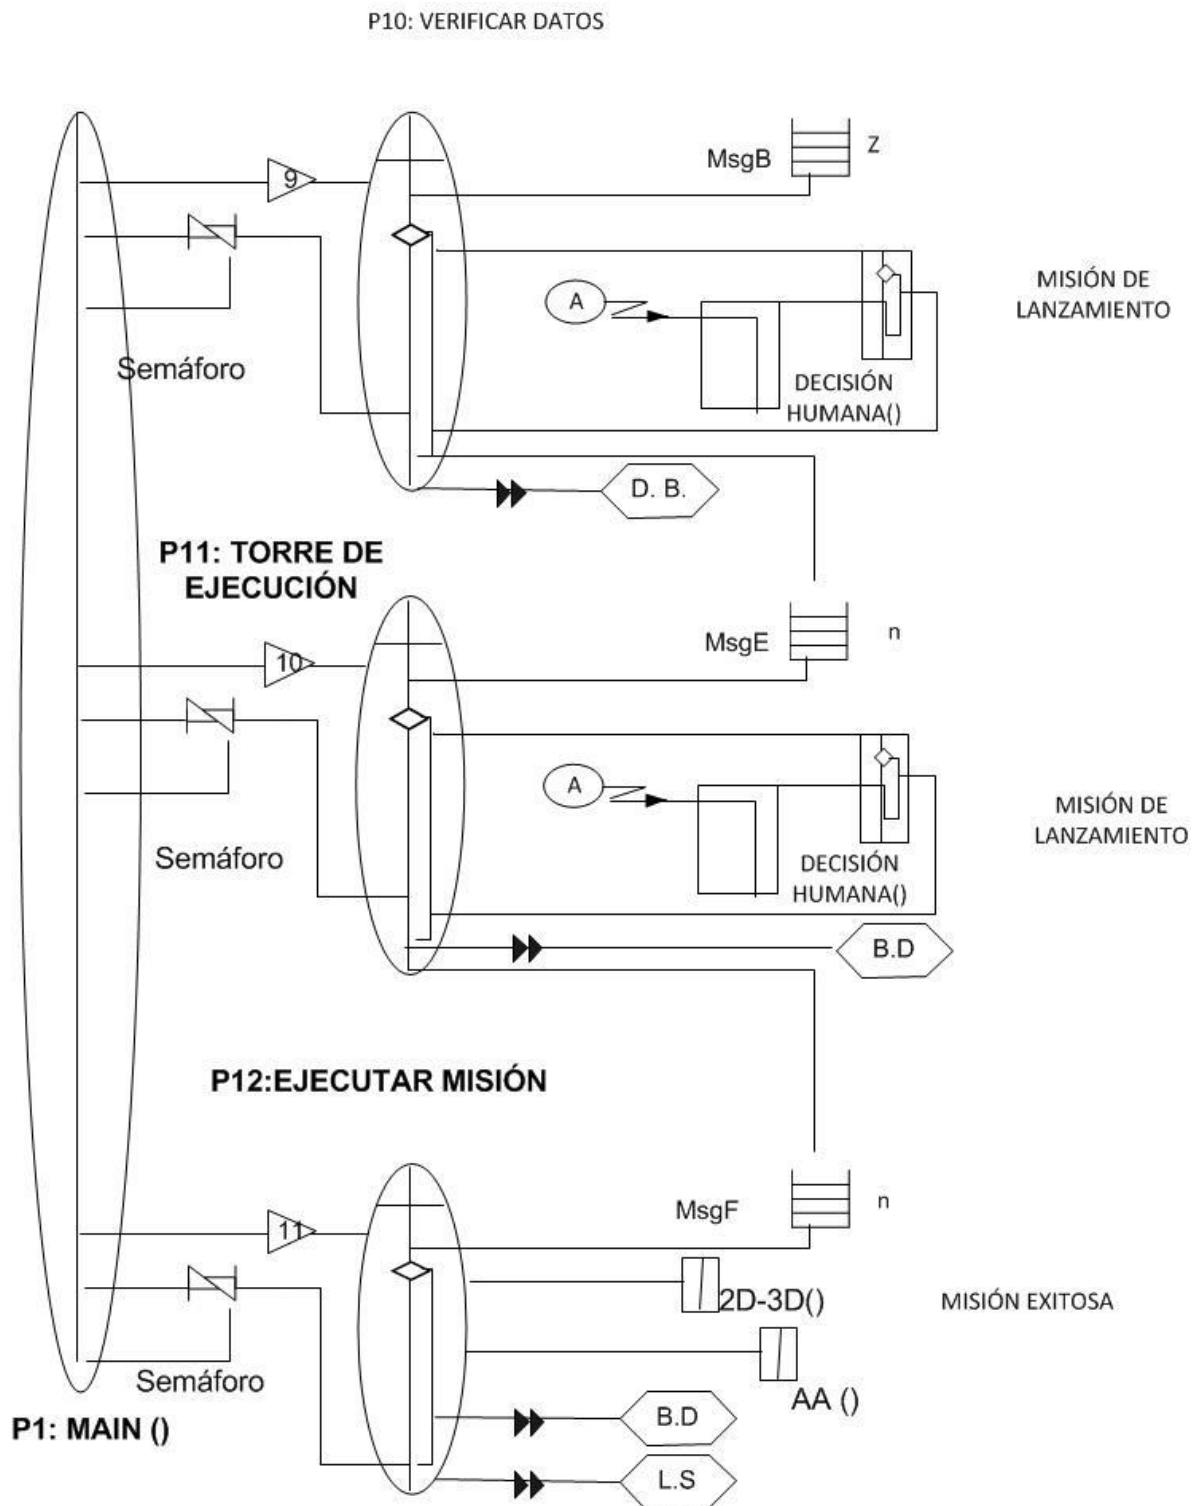 P10: VERIFICAR DATOS
MsgB
Z
9
MISIÓN DE
LANZAMIENTO
A
Semáforo
DECISIÓN
HUMANA()
D. B.
P11: TORRE DE
EJECUCIÓN
MsgE
n
10
A
MISIÓN DE
LANZAMIENTO
Semáforo
DECISIÓN
HUMANA()
B.D
P12:EJECUTAR MISIÓN
MsgF
n
11
2D-3D()
MISIÓN EXITOSA
Semáforo
AA ()
P1: MAIN ()
B.D
L.S